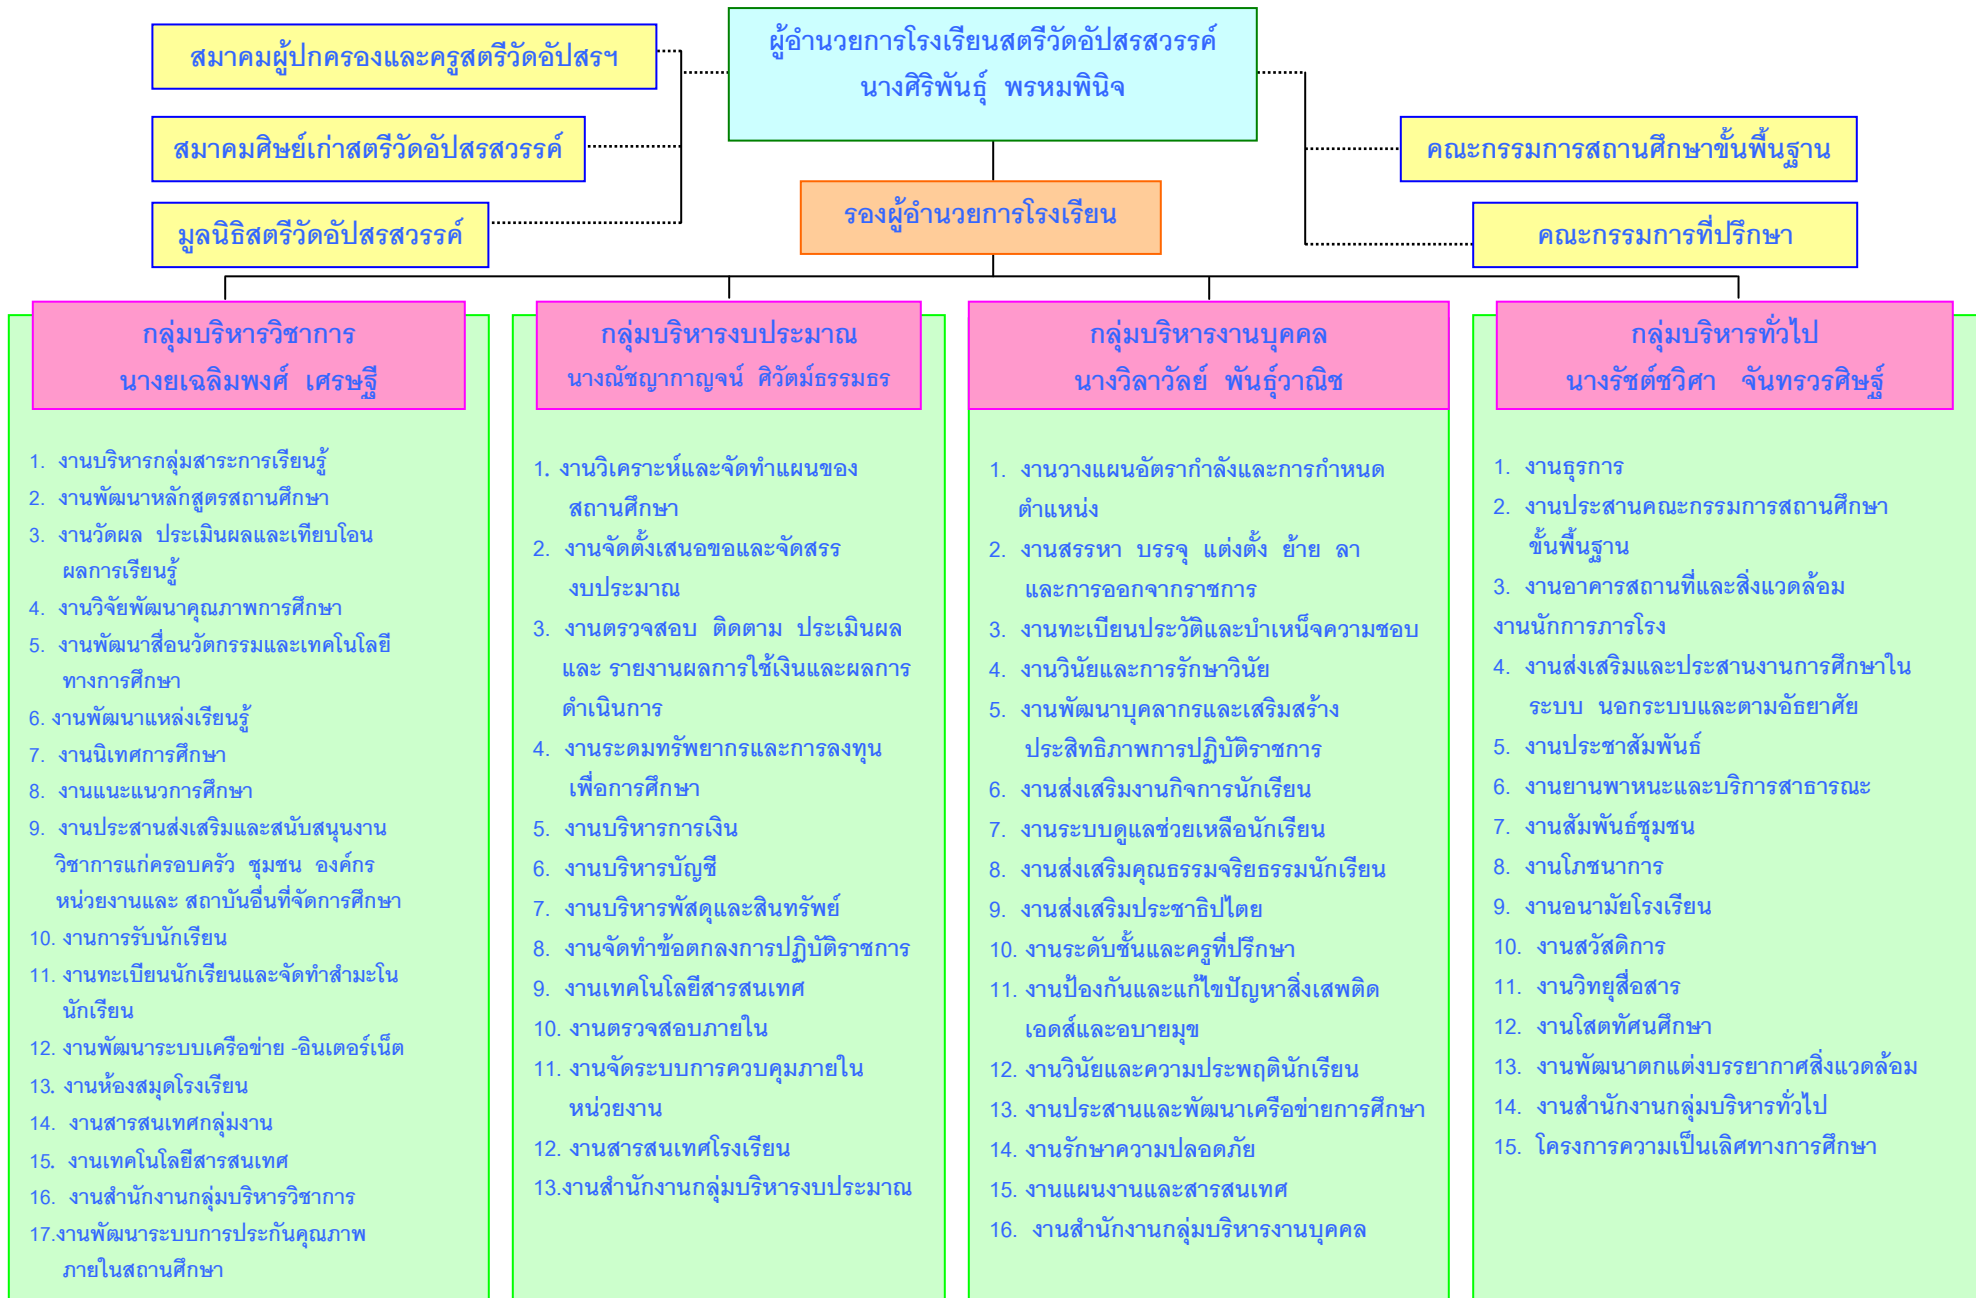 ผู้อำนวยการโรงเรียนสตรีวัดอัปสรสวรรค์
นางศิริพันธุ์ พรหมพินิจ
สมาคมผู้ปกครองและครูสตรีวัดอัปสรฯ
สมาคมศิษย์เก่าสตรีวัดอัปสรสวรรค์
มูลนิธิสตรีวัดอัปสรสวรรค์
คณะกรรมการสถานศึกษาขั้นพื้นฐาน
คณะกรรมการที่ปรึกษา
รองผู้อำนวยการโรงเรียน
กลุ่มบริหารวิชาการ
นางยเฉลิมพงศ์ เศรษฐี
1. งานบริหารกลุ่มสาระการเรียนรู้
2. งานพัฒนาหลักสูตรสถานศึกษา
3. งานวัดผล ประเมินผลและเทียบโอน
ผลการเรียนรู้
4. งานวิจัยพัฒนาคุณภาพการศึกษา
5. งานพัฒนาสื่อนวัตกรรมและเทคโนโลยี
ทางการศึกษา
6. งานพัฒนาแหล่งเรียนรู้
7. งานนิเทศการศึกษา
8. งานแนะแนวการศึกษา
9. งานประสานส่งเสริมและสนับสนุนงาน
วิชาการแก่ครอบครัว ชุมชน องค์กร
หน่วยงานและ สถาบันอื่นที่จัดการศึกษา
10. งานการรับนักเรียน
11. งานทะเบียนนักเรียนและจัดทำสำมะโน
นักเรียน
12. งานพัฒนาระบบเครือข่าย -อินเตอร์เน็ต
13. งานห้องสมุดโรงเรียน
14. งานสารสนเทศกลุ่มงาน
15. งานเทคโนโลยีสารสนเทศ
16. งานสำนักงานกลุ่มบริหารวิชาการ
17.งานพัฒนาระบบการประกันคุณภาพ
ภายในสถานศึกษา
กลุ่มบริหารงบประมาณ
นางณัชญากาญจน์ ศิวัตม์ธรรมธร
1. งานวิเคราะห์และจัดทำแผนของ
สถานศึกษา
2. งานจัดตั้งเสนอขอและจัดสรร
งบประมาณ
3. งานตรวจสอบ ติดตาม ประเมินผล
และ รายงานผลการใช้เงินและผลการ
ดำเนินการ
4. งานระดมทรัพยากรและการลงทุน
เพื่อการศึกษา
5. งานบริหารการเงิน
6. งานบริหารบัญชี
7. งานบริหารพัสดุและสินทรัพย์
8. งานจัดทำข้อตกลงการปฏิบัติราชการ
9. งานเทคโนโลยีสารสนเทศ
10. งานตรวจสอบภายใน
11. งานจัดระบบการควบคุมภายใน
หน่วยงาน
12. งานสารสนเทศโรงเรียน
13.งานสำนักงานกลุ่มบริหารงบประมาณ
กลุ่มบริหารงานบุคคล
นางวิลาวัลย์ พันธุ์วาณิช
1. งานวางแผนอัตรากำลังและการกำหนด
ตำแหน่ง
2. งานสรรหา บรรจุ แต่งตั้ง ย้าย ลา
และการออกจากราชการ
3. งานทะเบียนประวัติและบำเหน็จความชอบ
4. งานวินัยและการรักษาวินัย
5. งานพัฒนาบุคลากรและเสริมสร้าง
ประสิทธิภาพการปฏิบัติราชการ
6. งานส่งเสริมงานกิจการนักเรียน
7. งานระบบดูแลช่วยเหลือนักเรียน
8. งานส่งเสริมคุณธรรมจริยธรรมนักเรียน
9. งานส่งเสริมประชาธิปไตย
10. งานระดับชั้นและครูที่ปรึกษา
11. งานป้องกันและแก้ไขปัญหาสิ่งเสพติด
เอดส์และอบายมุข
12. งานวินัยและความประพฤตินักเรียน
13. งานประสานและพัฒนาเครือข่ายการศึกษา
14. งานรักษาความปลอดภัย
15. งานแผนงานและสารสนเทศ
16. งานสำนักงานกลุ่มบริหารงานบุคคล
กลุ่มบริหารทั่วไป
นางรัชต์ชวิศา จันทรวรศิษฐ์
1. งานธุรการ
2. งานประสานคณะกรรมการสถานศึกษา
ขั้นพื้นฐาน
3. งานอาคารสถานที่และสิ่งแวดล้อม
งานนักการภารโรง
4. งานส่งเสริมและประสานงานการศึกษาใน
ระบบ นอกระบบและตามอัธยาศัย
5. งานประชาสัมพันธ์
6. งานยานพาหนะและบริการสาธารณะ
7. งานสัมพันธ์ชุมชน
8. งานโภชนาการ
9. งานอนามัยโรงเรียน
10. งานสวัสดิการ
11. งานวิทยุสื่อสาร
12. งานโสตทัศนศึกษา
13. งานพัฒนาตกแต่งบรรยากาศสิ่งแวดล้อม
14. งานสำนักงานกลุ่มบริหารทั่วไป
15. โครงการความเป็นเลิศทางการศึกษา